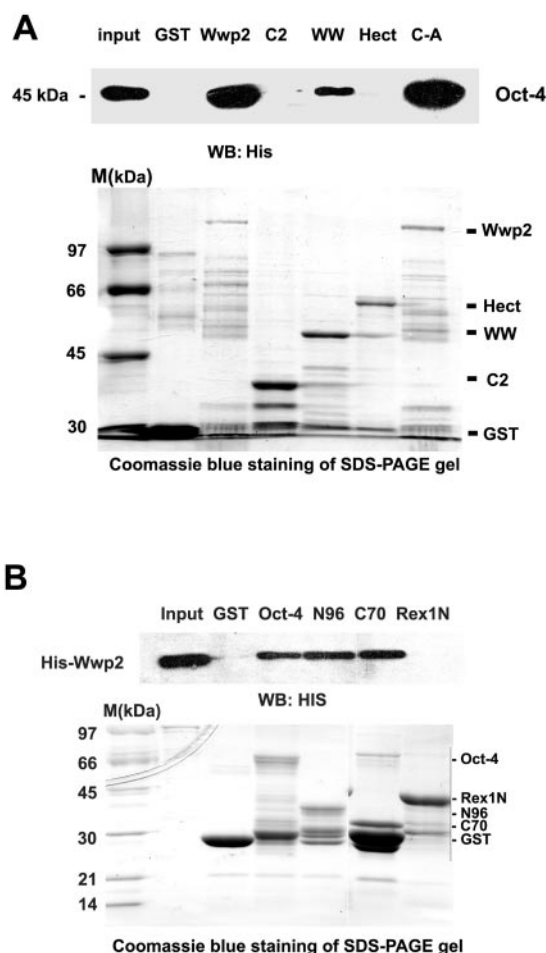 A
input GST Wwp2 C2 WW Hect C-A
45 kDa - Oct-4
WB: His
M(kDa)
- Wwp2
97
66
- Hect
- WW
45
- C2
30
- GST
Coomassie blue staining of SDS-PAGE gel
B
Input GST Oct-4 N96 C70 Rex1N
His-Wwp2
WB: HIS
M(kDa)
97
66 - Oct-4
45
- Rex1N
- N96
- C70
30 - GST
21
14
Coomassie blue staining of SDS-PAGE gel